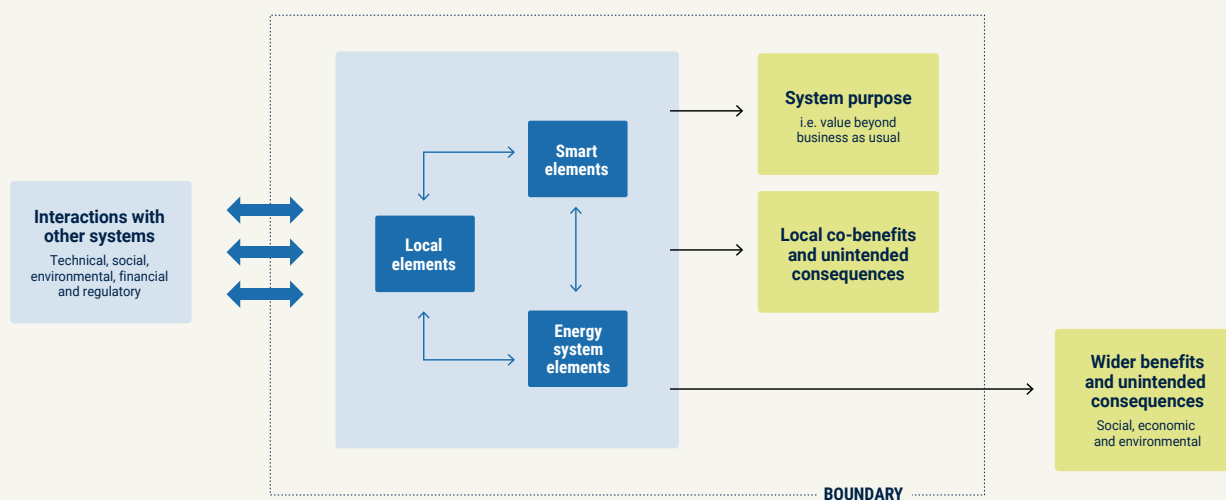 Interactions with
other systems
Technical, social,
environmental, financial
and regulatory
Local
elements
Smart
elements
Energy
system
elements
System purpose
i.e. value beyond
business as usual
Local co-benefits
and unintended
consequences
Wider benefits
and unintended
consequences
Social, economic
and environmental
BOUNDARY